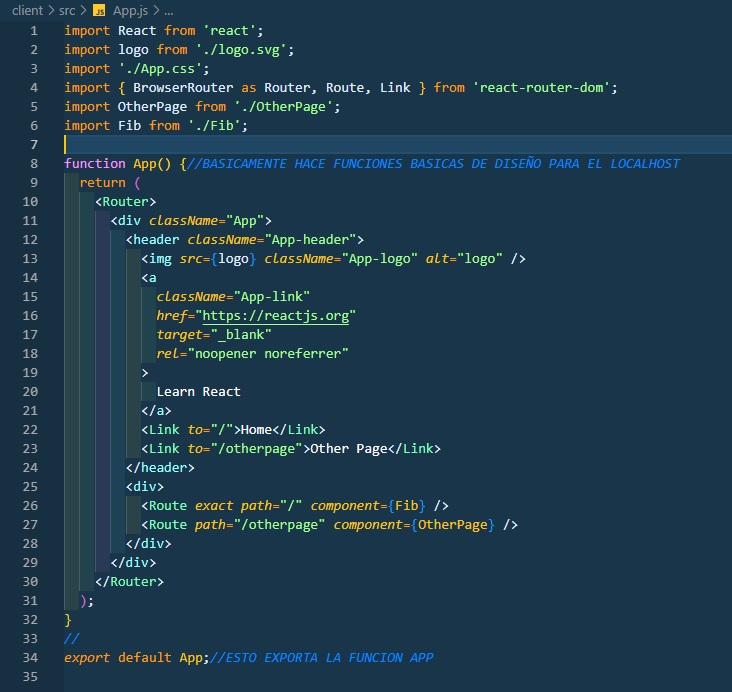 client > src > JS App.js > ...
1 import React from 'react';
2 import logo from './logo.svg';
3 import './App.css';
4 import { BrowserRouter as Router, Route, Link } from 'react-router-dom';
5 import OtherPage from './OtherPage';
6 import Fib from './Fib';
7
8 function App() {//BASICAMENTE HACE FUNCIONES BASICAS DE DISEÑO PARA EL LOCALHOST
9   return (
10     <Router>
11       <div className="App">
12         <header className="App-header">
13           <img src={logo} className="App-logo" alt="logo" />
14           <a
15             className="App-link"
16             href="https://reactjs.org"
17             target="_blank"
18             rel="noopener noreferrer"
19           >
20             Learn React
21           </a>
22           <Link to="/">Home</Link>
23           <Link to="/otherpage">Other Page</Link>
24         </header>
25         <div>
26           <Route exact path="/" component={Fib} />
27           <Route path="/otherpage" component={OtherPage} />
28         </div>
29       </div>
30     </Router>
31   );
32 }
33 //
34 export default App;//ESTO EXPORTA LA FUNCION APP
35